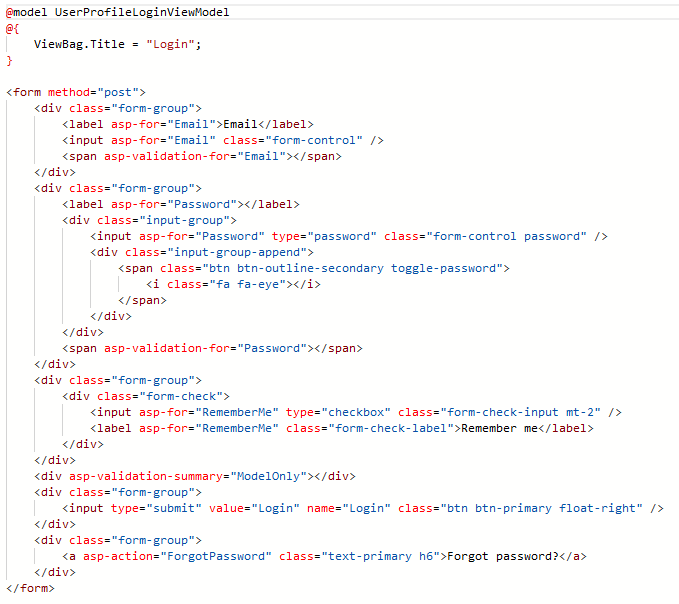 @model UserProfileLoginViewModel
@{
    ViewBag.Title = "Login";
}

<form method="post">
    <div class="form-group">
        <label asp-for="Email">Email</label>
        <input asp-for="Email" class="form-control" />
        <span asp-validation-for="Email"></span>
    </div>
    <div class="form-group">
        <label asp-for="Password"></label>
        <div class="input-group">
            <input asp-for="Password" type="password" class="form-control password" />
            <div class="input-group-append">
                <span class="btn btn-outline-secondary toggle-password">
                    <i class="fa fa-eye"></i>
                </span>
            </div>
        </div>
        <span asp-validation-for="Password"></span>
    </div>
    <div class="form-group">
        <div class="form-check">
            <input asp-for="RememberMe" type="checkbox" class="form-check-input mt-2" />
            <label asp-for="RememberMe" class="form-check-label">Remember me</label>
        </div>
    </div>
    <div asp-validation-summary="ModelOnly"></div>
    <div class="form-group">
        <input type="submit" value="Login" name="Login" class="btn btn-primary float-right" />
    </div>
    <div class="form-group">
        <a asp-action="ForgotPassword" class="text-primary h6">Forgot password?</a>
    </div>
</form>